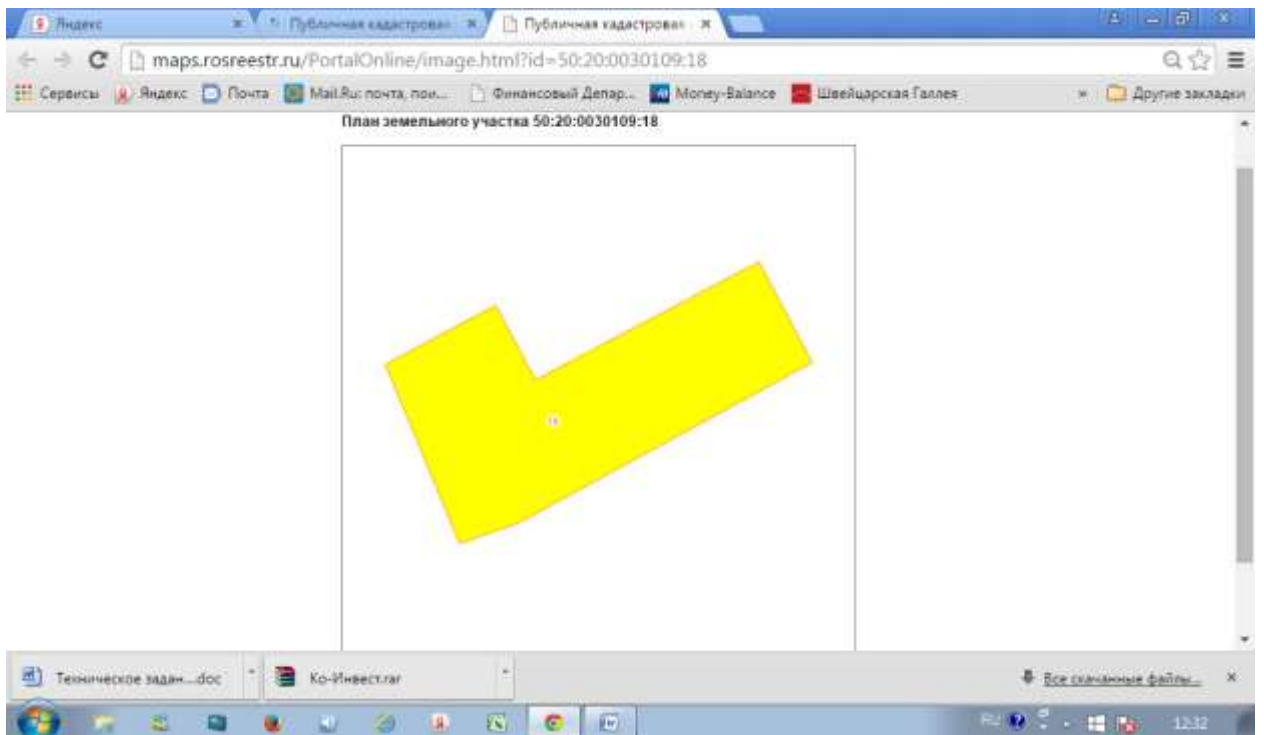 Яндекс
Публичная кадастровая
Публичная кадастровая
maps.rosreestr.ru/PortalOnline/image.html?id=50:20:0030109:18
Сервисы Яндекс Почта Mail.Ru: почта, пои... Финансовый Депар... Money-Balance Швейцарская Галлея » Другие закладки
План земельного участка 50:20:0030109:18
18
Техническое задан....doc Ко-Инвест.rar Все скачанные файлы...
RU 12:32